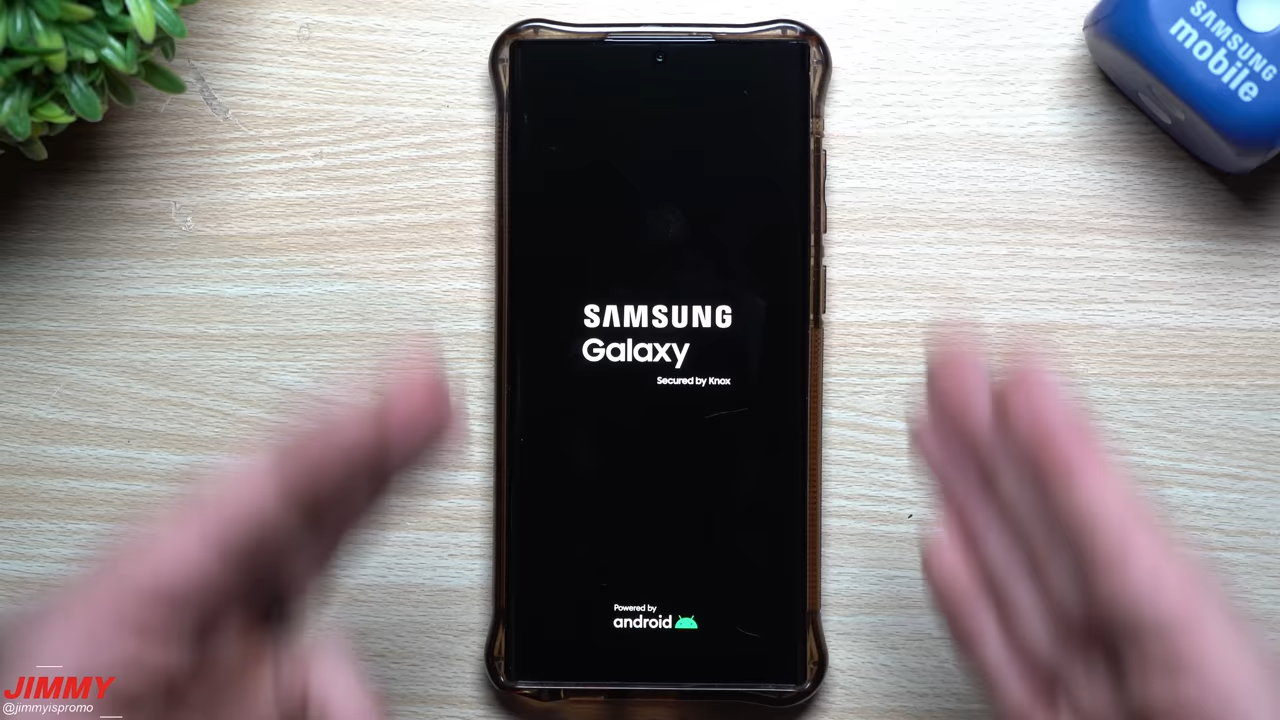 SAMSUNG
mobile
SAMSUNG
Galaxy
Secured by Knox
Powered by
android
JIMMY
@jimmyispromo